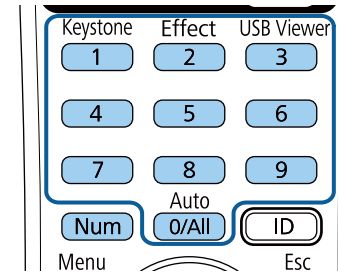 Keystone Effect USB Viewer
1 2 3
4 5 6
7 8 9
Auto
Num 0/All ID
Menu Esc